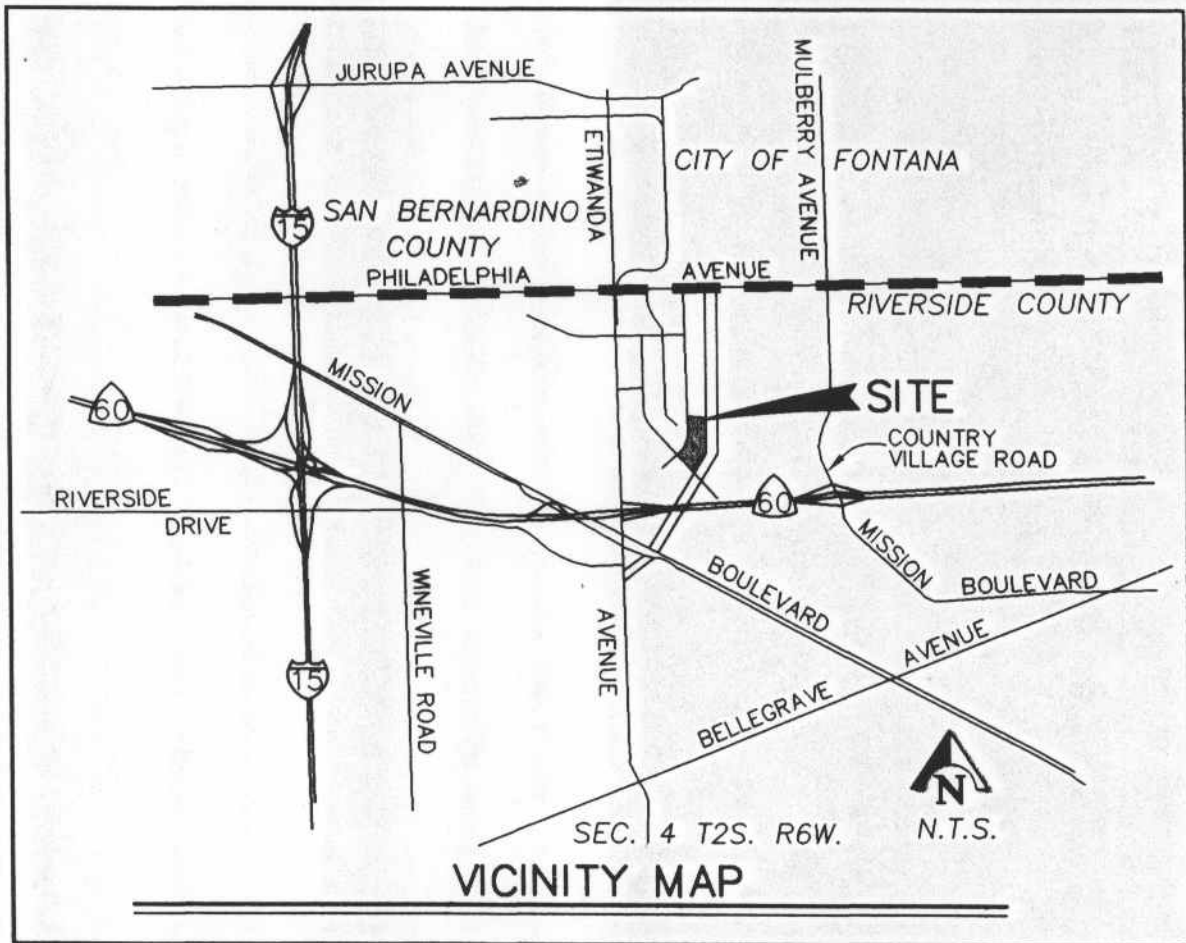 JURUPA AVENUE
MULBERRY AVENUE
ETIWANDA
CITY OF FONTANA
15
SAN BERNARDINO
COUNTY
PHILADELPHIA
AVENUE
RIVERSIDE COUNTY
MISSION
60
SITE
COUNTRY
VILLAGE ROAD
RIVERSIDE
DRIVE
60
WINEVILLE ROAD
BOULEVARD
MISSION
BOULEVARD
AVENUE
15
AVENUE
BELLEGRAVE
N
N.T.S.
SEC. 4 T2S. R6W.
VICINITY MAP